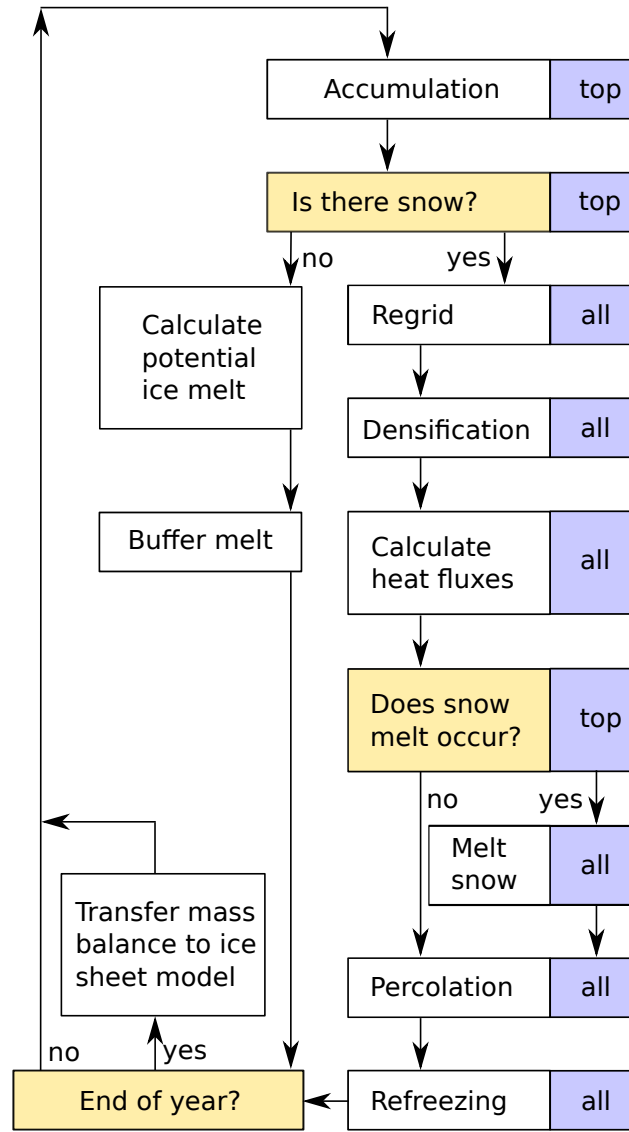 Accumulation top
Is there snow? top
no
yes
Calculate
potential
ice melt
Regrid all
Densification all
Buffer melt
Calculate
heat fluxes
all
Does snow
melt occur?
top
no
yes
Melt
snow
all
Transfer mass
balance to ice
sheet model
Percolation all
no
yes
End of year?
Refreezing all